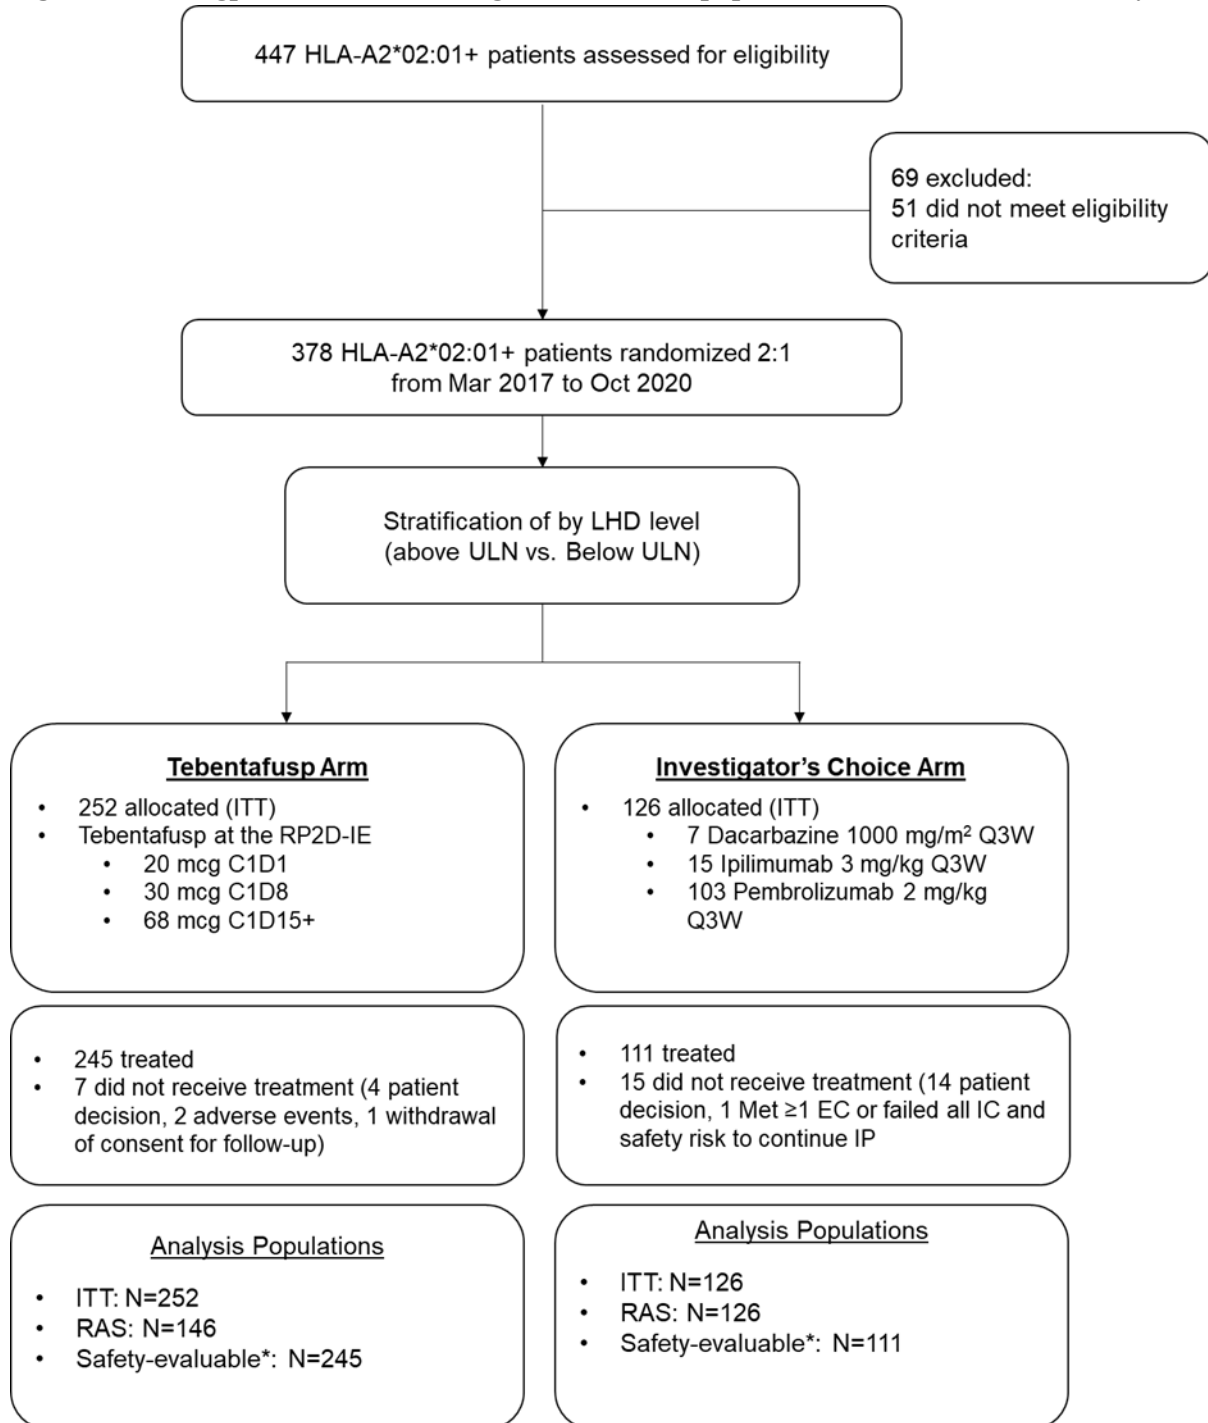 447 HLA-A2*02:01+ patients assessed for eligibility
69 excluded:
51 did not meet eligibility
criteria
378 HLA-A2*02:01+ patients randomized 2:1
from Mar 2017 to Oct 2020
Stratification of by LHD level
(above ULN vs. Below ULN)
Tebentafusp Arm
• 252 allocated (ITT)
• Tebentafusp at the RP2D-IE
• 20 mcg C1D1
• 30 mcg C1D8
• 68 mcg C1D15+
Investigator's Choice Arm
• 126 allocated (ITT)
• 7 Dacarbazine 1000 mg/m² Q3W
• 15 Ipilimumab 3 mg/kg Q3W
• 103 Pembrolizumab 2 mg/kg
Q3W
• 245 treated
• 7 did not receive treatment (4 patient
decision, 2 adverse events, 1 withdrawal
of consent for follow-up)
• 111 treated
• 15 did not receive treatment (14 patient
decision, 1 Met ≥1 EC or failed all IC and
safety risk to continue IP
Analysis Populations
• ITT: N=252
• RAS: N=146
• Safety-evaluable*: N=245
Analysis Populations
• ITT: N=126
• RAS: N=126
• Safety-evaluable*: N=111